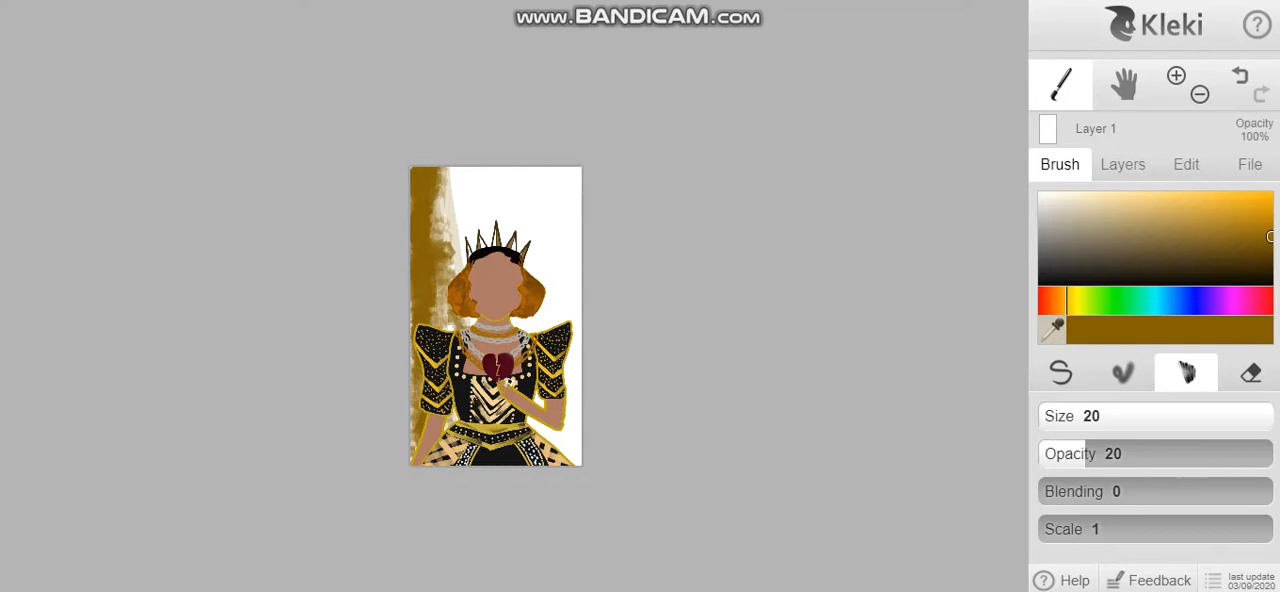 www.BANDICAM.com
Kleki
Layer 1
Opacity
100%
Brush Layers Edit File
Size 20
Opacity 20
Blending 0
Scale 1
Help Feedback last update
03/09/2020